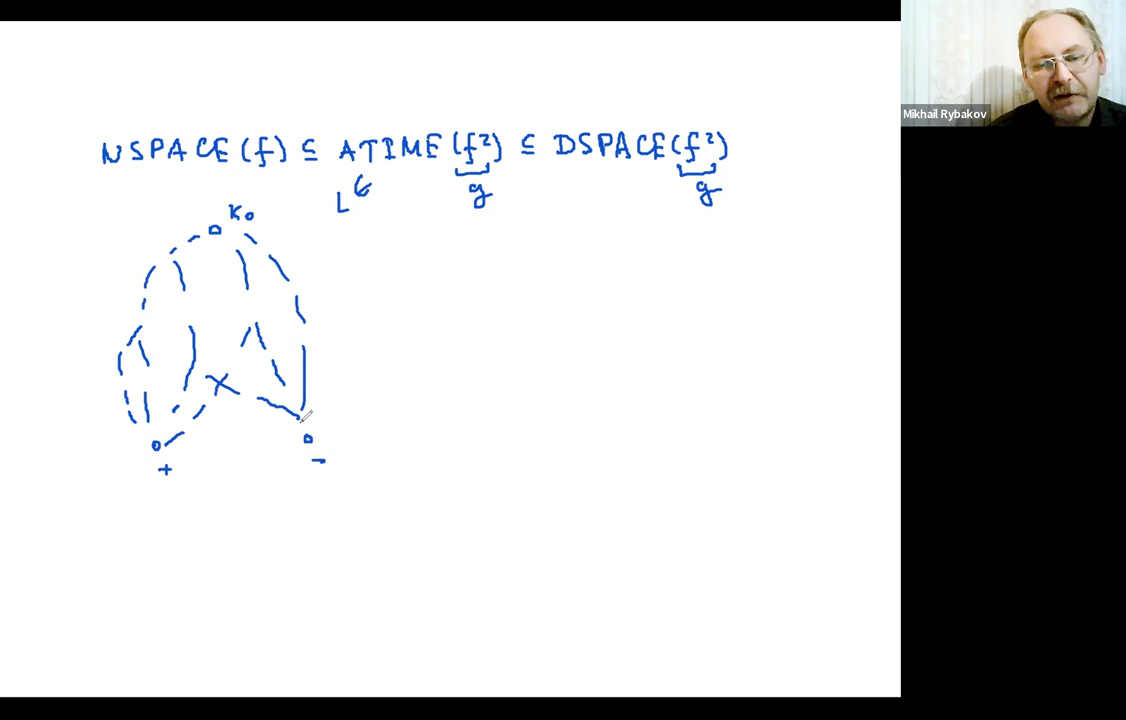 NSPACE(f) ⊆ ATIME(f²) ⊆ DSPACE(f²)
L ∈ g g
K₀
+ −
Mikhail Rybakov